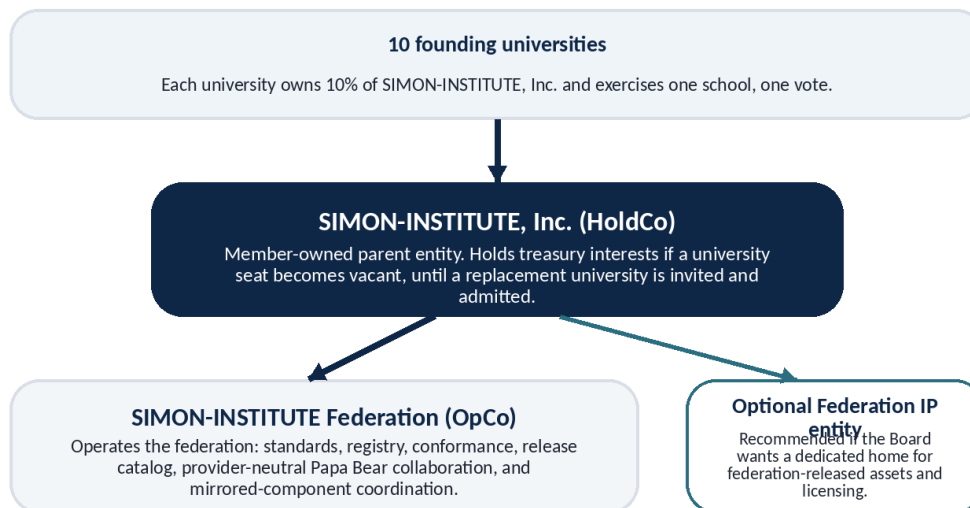 10 founding universities
Each university owns 10% of SIMON-INSTITUTE, Inc. and exercises one school, one vote.
SIMON-INSTITUTE, Inc. (HoldCo)
Member-owned parent entity. Holds treasury interests if a university
seat becomes vacant, until a replacement university is invited and
admitted.
SIMON-INSTITUTE Federation (OpCo)
Operates the federation: standards, registry, conformance, release
catalog, provider-neutral Papa Bear collaboration, and
mirrored-component coordination.
Optional Federation IP
entity
Recommended if the Board
wants a dedicated home for
federation-released assets and
licensing.